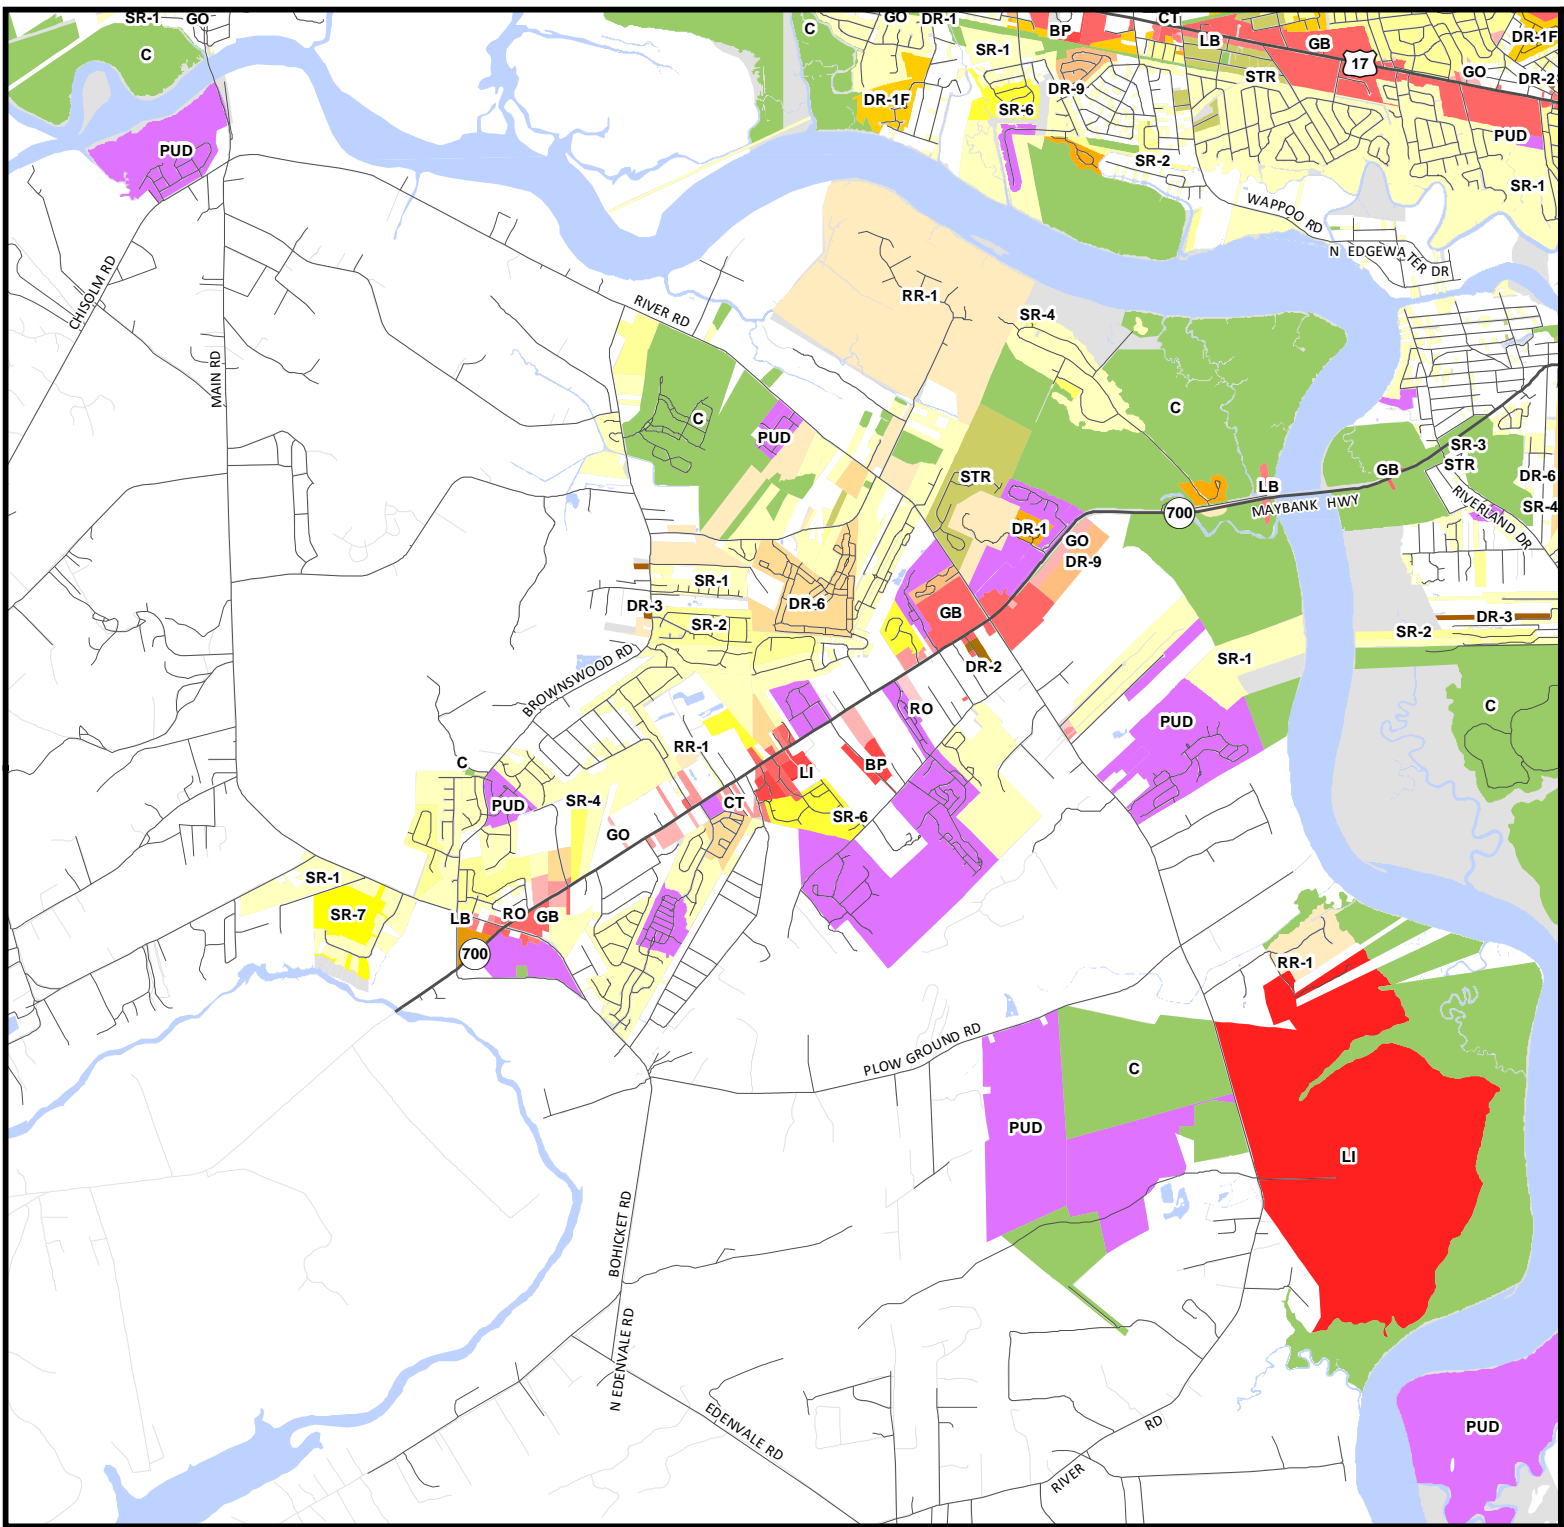 SR-1
GO
C
C
GO
DR-1
SR-1
BP
CT
LB
GB
17
DR-1F
GO
DR-2
STR
DR-9
DR-1F
SR-6
PUD
PUD
SR-2
SR-1
WAPPOO RD
N EDGEWATER DR
CHISOLM RD
RIVER RD
RR-1
SR-4
MAIN RD
C
C
PUD
SR-3
STR
GB
DR-6
SR-4
LB
STR
700
MAYBANK HWY
RIVERLAND DR
DR-1
GO
DR-9
SR-1
DR-3
DR-6
SR-2
GB
DR-3
SR-2
BROWNSWOOD RD
DR-2
SR-1
RO
PUD
C
RR-1
C
LI
BP
PUD
SR-4
CT
SR-6
GO
SR-1
SR-7
LB
RO
GB
700
RR-1
PLOW GROUND RD
C
PUD
LI
BOHICKET RD
N EDENVALE RD
EDENVALE RD
RIVER RD
PUD